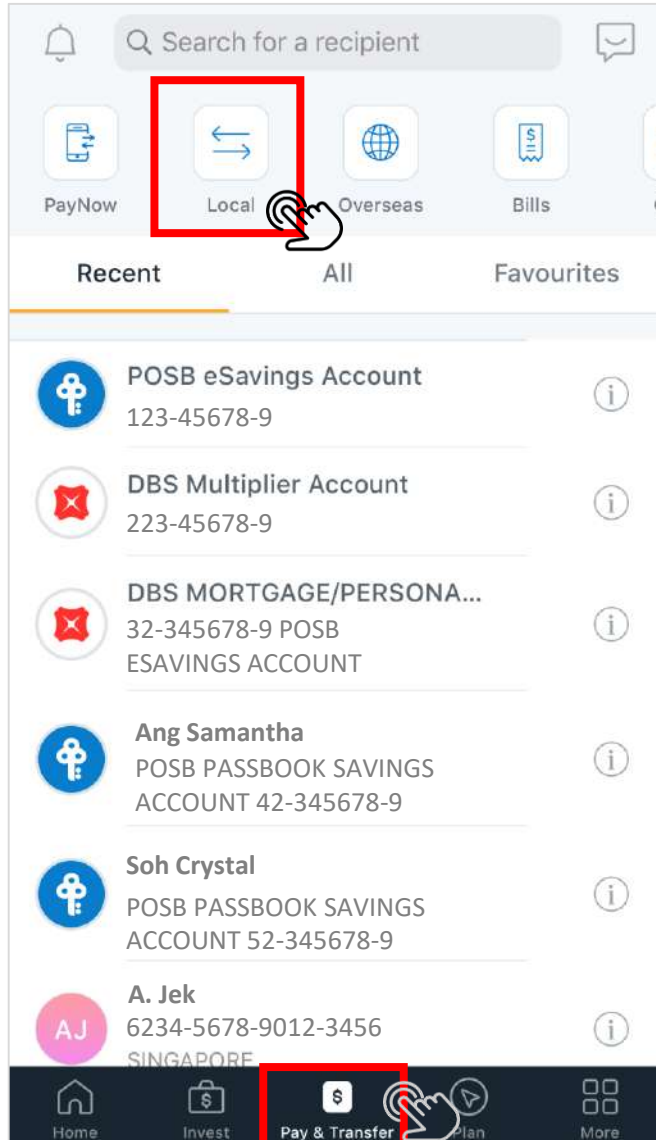 Search for a recipient
PayNow Local Overseas Bills
Recent All Favourites
POSB eSavings Account
123-45678-9
DBS Multiplier Account
223-45678-9
DBS MORTGAGE/PERSONA...
32-345678-9 POSB
ESAVINGS ACCOUNT
Ang Samantha
POSB PASSBOOK SAVINGS
ACCOUNT 42-345678-9
Soh Crystal
POSB PASSBOOK SAVINGS
ACCOUNT 52-345678-9
A. Jek
AJ 6234-5678-9012-3456
SINGAPORE
Home Invest Pay & Transfer Plan More